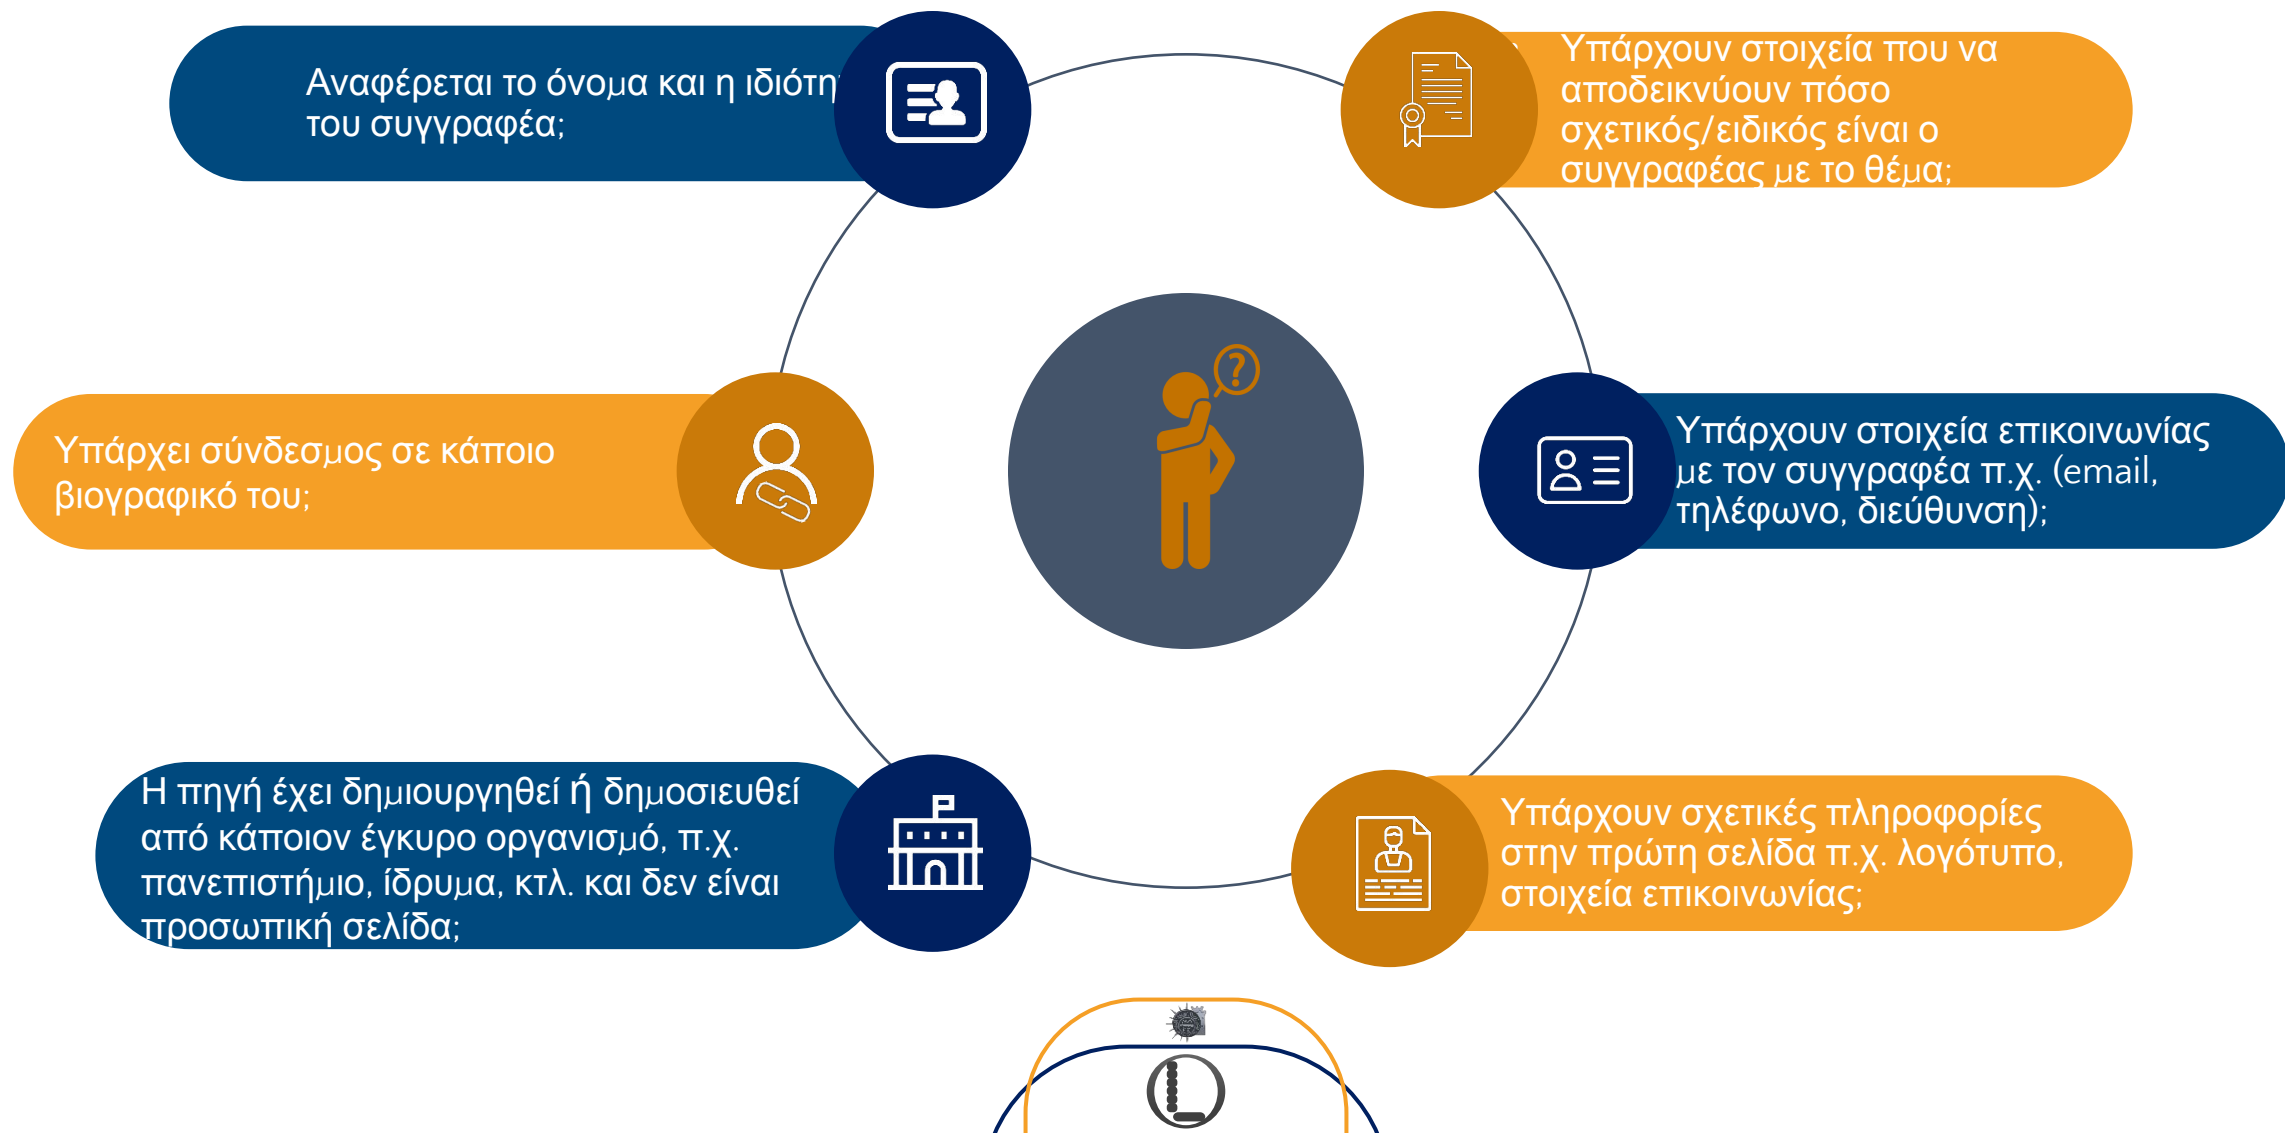 Αναφέρεται το όνομα και η
του συγγραφέα;
Υπάρχουν στοιχεία που να
αποδεικνύουν πόσο
σχετικός/ειδικός είναι ο
συγγραφέας με το θέμα;
Υπάρχει σύνδεσμος σε κάποιο
βιογραφικό του;
Υπάρχουν στοιχεία επικοινωνίας
με τον συγγραφέα π.χ. (email,
τηλέφωνο, διεύθυνση);
Η πηγή έχει δημιουργηθεί ή δημοσιευθεί
από κάποιον έγκυρο οργανισμό, π.χ.
πανεπιστήμιο, ίδρυμα, κτλ. και δεν είναι
προσωπική σελίδα;
Υπάρχουν σχετικές πληροφορίες
στην πρώτη σελίδα π.χ. λογότυπο,
στοιχεία επικοινωνίας;